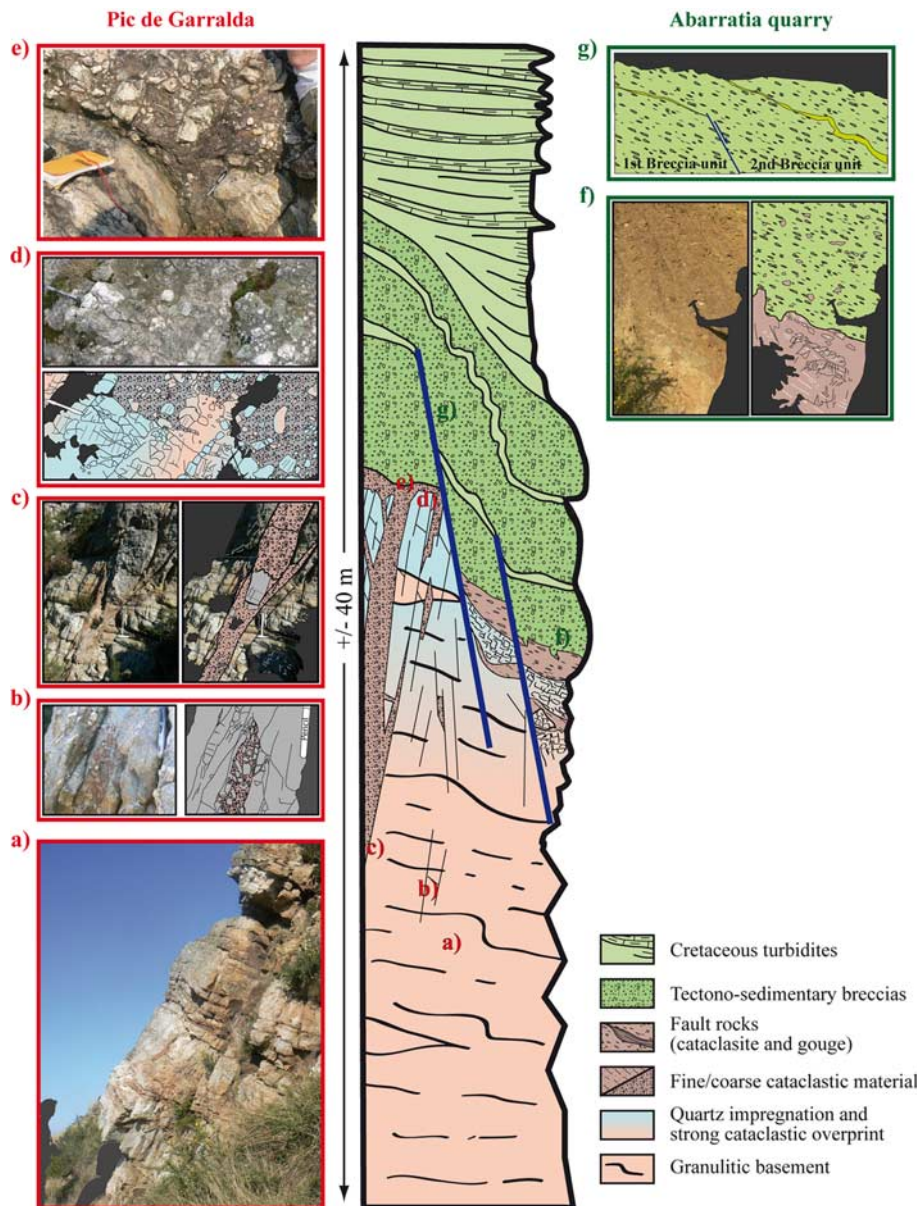 Pic de Garralda
Abarratia quarry
e)
d)
c)
b)
Pencil
a)
+/- 40 m
g)
e)
d)
f)
c)
b)
a)
g)
1st Breccia unit
2nd Breccia unit
f)
Cretaceous turbidites
Tectono-sedimentary breccias
Fault rocks
(cataclasite and gouge)
Fine/coarse cataclastic material
Quartz impregnation and
strong cataclastic overprint
Granulitic basement